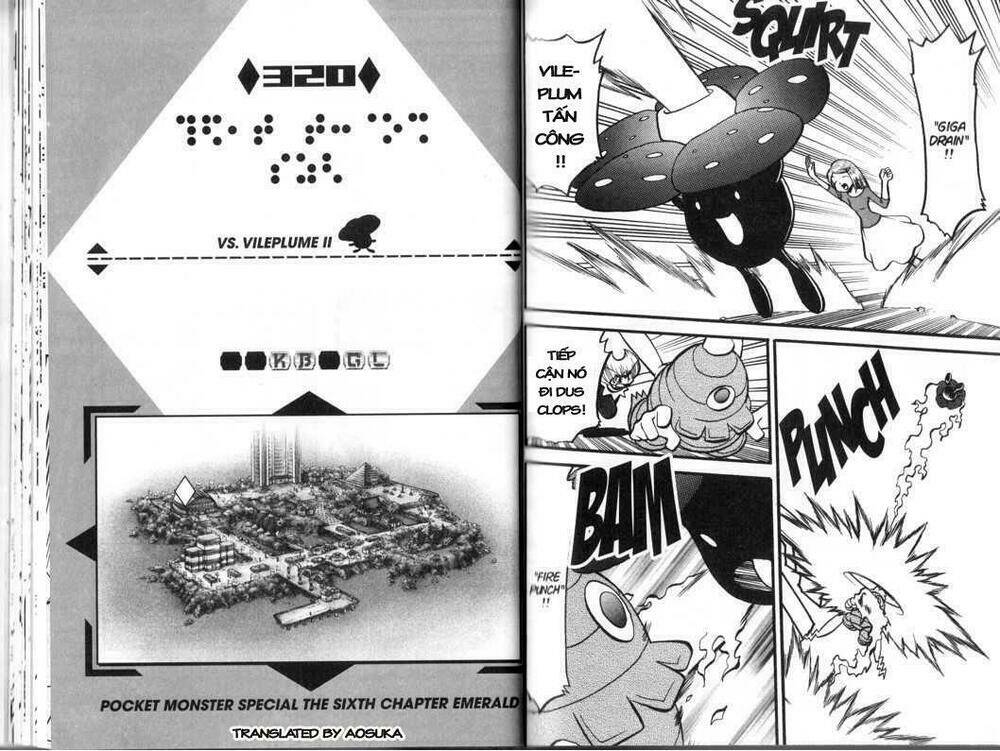 320
VS. VILEPLUME II
K B G L
POCKET MONSTER SPECIAL THE SIXTH CHAPTER EMERALD
TRANSLATED BY AOSUKA
SQUIRT
VILE-
PLUM
TẤN
CÔNG
!!
"GIGA
DRAIN"
!!
TIẾP
CẬN NÓ
ĐI DUS
CLOPS!
PUNCH
BAM
"FIRE
PUNCH"
!!